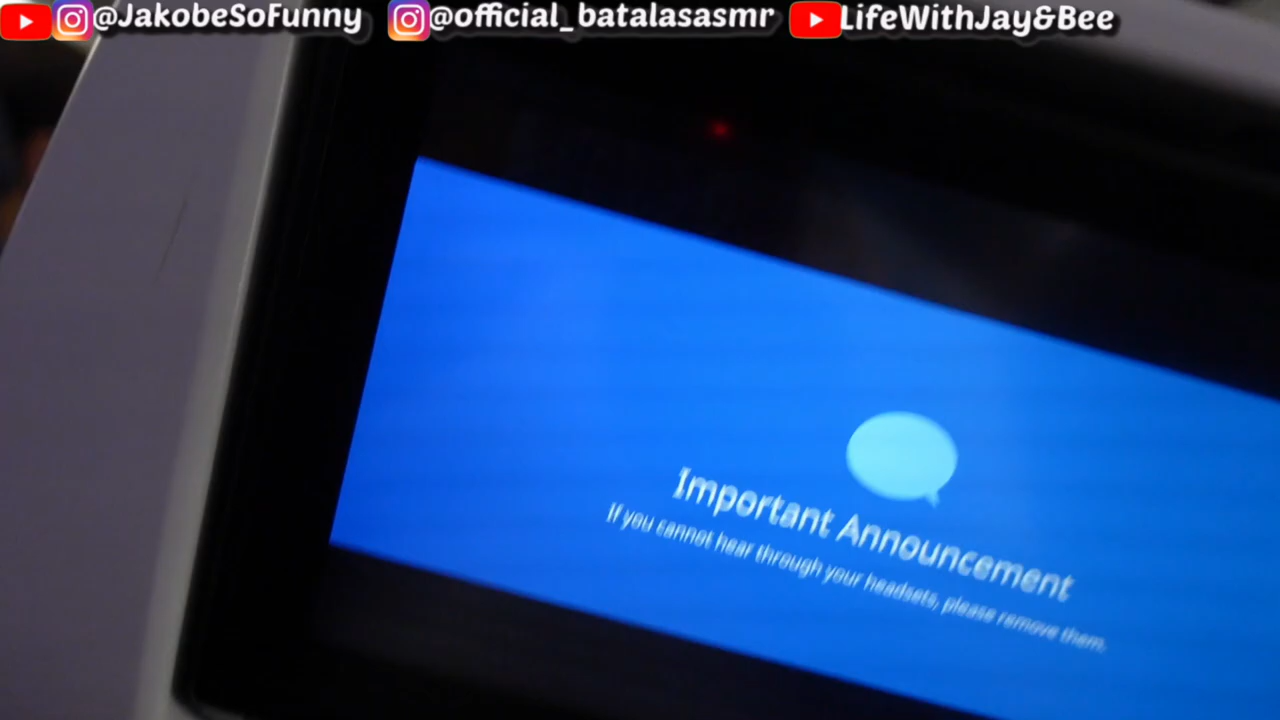 @JakobeSoFunny @official_batalasasmr LifeWithJay&Bee
Important Announcement
If you cannot hear through your headsets, please remove them.